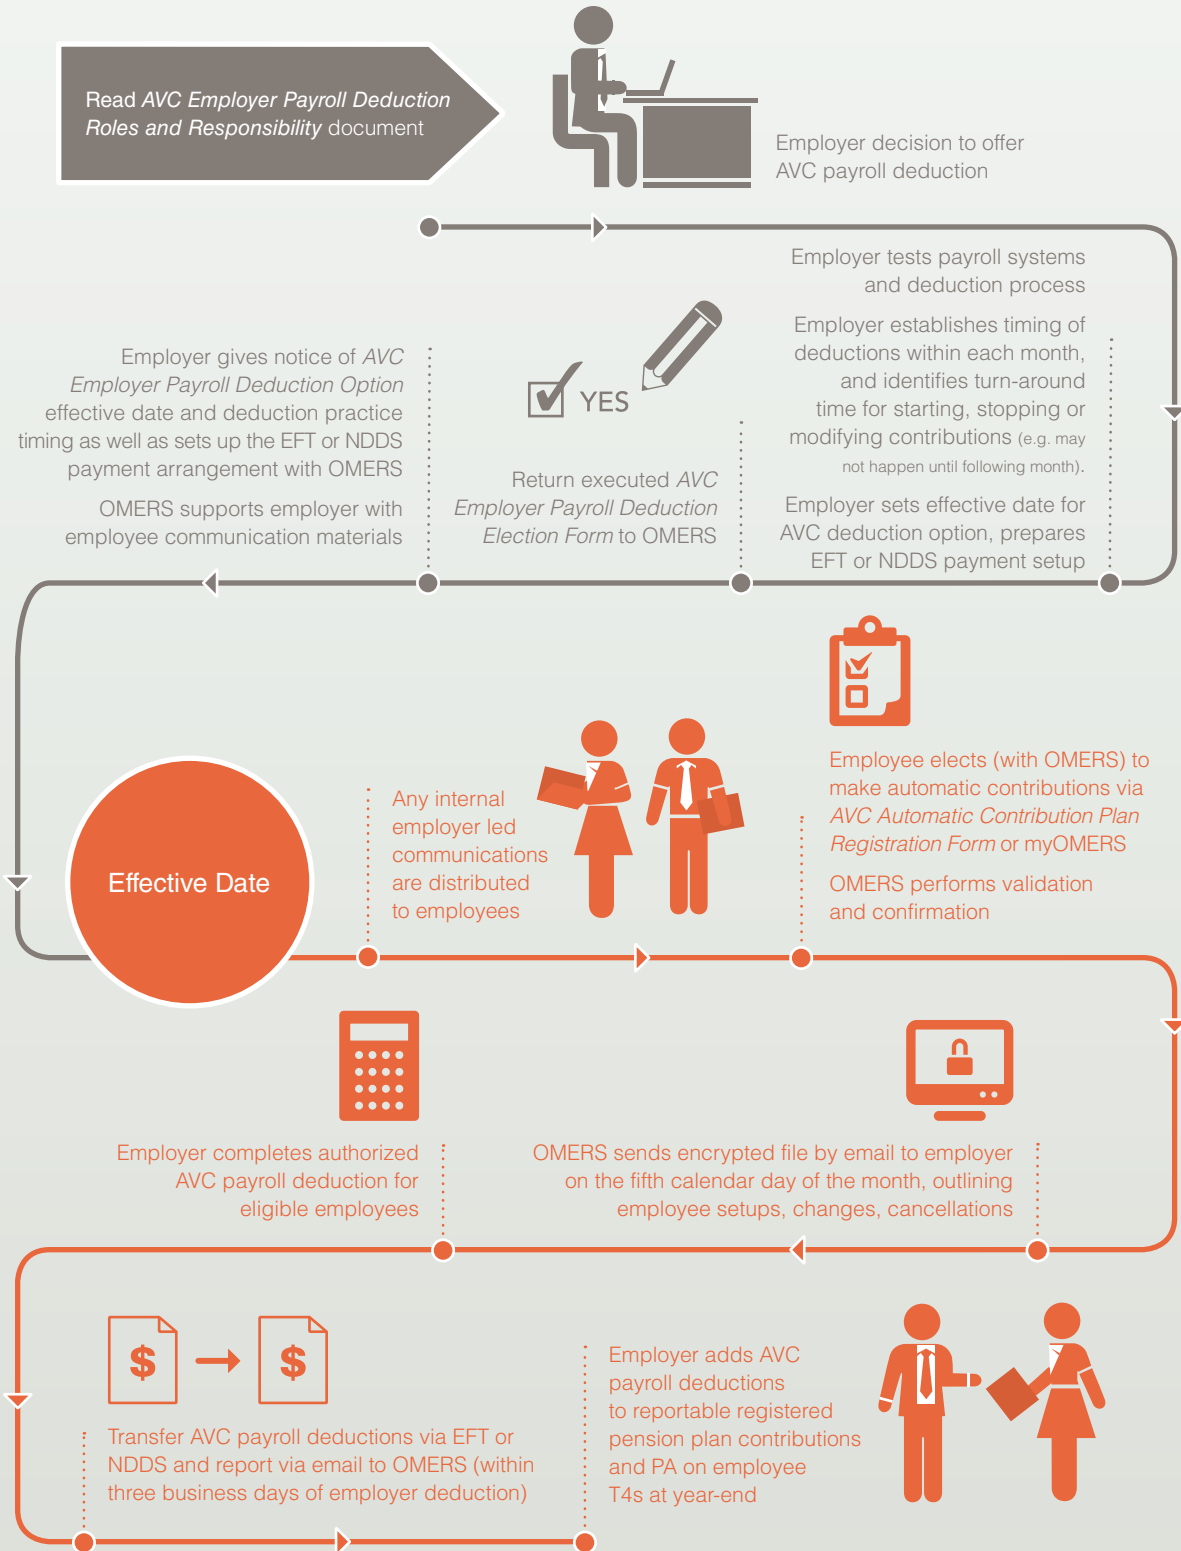 Read AVC Employer Payroll Deduction
Roles and Responsibility document
Employer decision to offer
AVC payroll deduction
Employer tests payroll systems
and deduction process
Employer establishes timing of
deductions within each month,
and identifies turn-around
time for starting, stopping or
modifying contributions (e.g. may
not happen until following month).
Employer sets effective date for
AVC deduction option, prepares
EFT or NDDS payment setup
YES
Return executed AVC
Employer Payroll Deduction
Election Form to OMERS
Employer gives notice of AVC
Employer Payroll Deduction Option
effective date and deduction practice
timing as well as sets up the EFT or NDDS
payment arrangement with OMERS
OMERS supports employer with
employee communication materials
Effective Date
Any internal
employer led
communications
are distributed
to employees
Employee elects (with OMERS) to
make automatic contributions via
AVC Automatic Contribution Plan
Registration Form or myOMERS
OMERS performs validation
and confirmation
OMERS sends encrypted file by email to employer
on the fifth calendar day of the month, outlining
employee setups, changes, cancellations
Employer completes authorized
AVC payroll deduction for
eligible employees
$ $
Transfer AVC payroll deductions via EFT or
NDDS and report via email to OMERS (within
three business days of employer deduction)
Employer adds AVC
payroll deductions
to reportable registered
pension plan contributions
and PA on employee
T4s at year-end